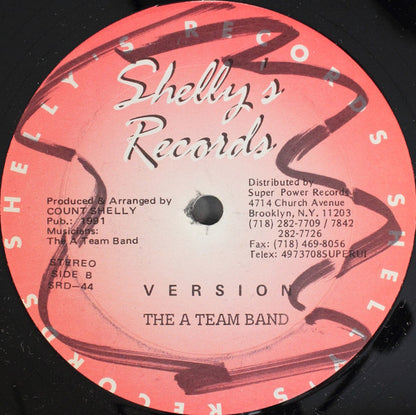 SHELLY'S RECORDS SHELLY'S RECORDS
Shelly's
Records
Produced & Arranged by
COUNT SHELLY
Pub.: 1991
Musicians:
The A Team Band
STEREO
SIDE B
SRD-44
Distributed by
Super Power Records
4714 Church Avenue
Brooklyn, N.Y. 11203
(718) 282-7709 / 7842
282-7726
Fax: (718) 469-8056
Telex: 4973708SUPERUI
VERSION
THE A TEAM BAND